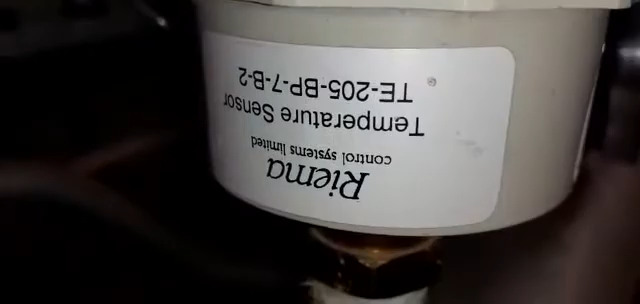 Riema
control systems limited
Temperature Sensor
TE-205-BP-7-B-2